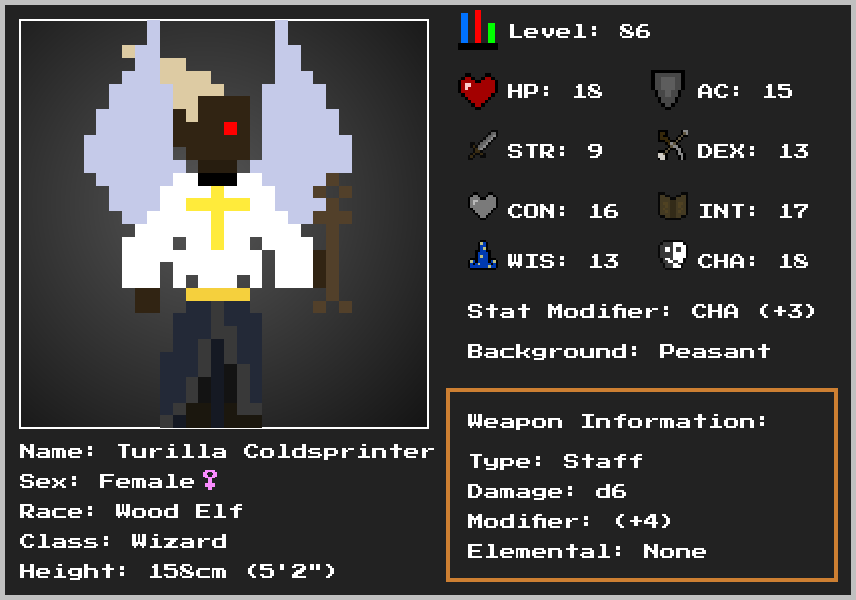 Level: 86
HP: 18
AC: 15
STR: 9
DEX: 13
CON: 16
INT: 17
WIS: 13
CHA: 18
Stat Modifier: CHA (+3)
Background: Peasant
Weapon Information:
Type: Staff
Damage: d6
Modifier: (+4)
Elemental: None
Name: Turilla Coldsprinter
Sex: Female♀
Race: Wood Elf
Class: Wizard
Height: 158cm (5'2")